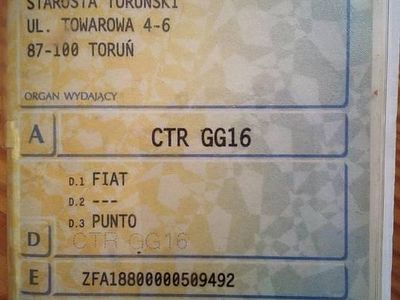 STAROSTA TORUŃSKI
UL. TOWAROWA 4-6
87-100 TORUŃ
ORGAN WYDAJĄCY
A CTR GG16
D.1 FIAT
D.2 ---
D.3 PUNTO
D CTR GG16
E ZFA18800000509492